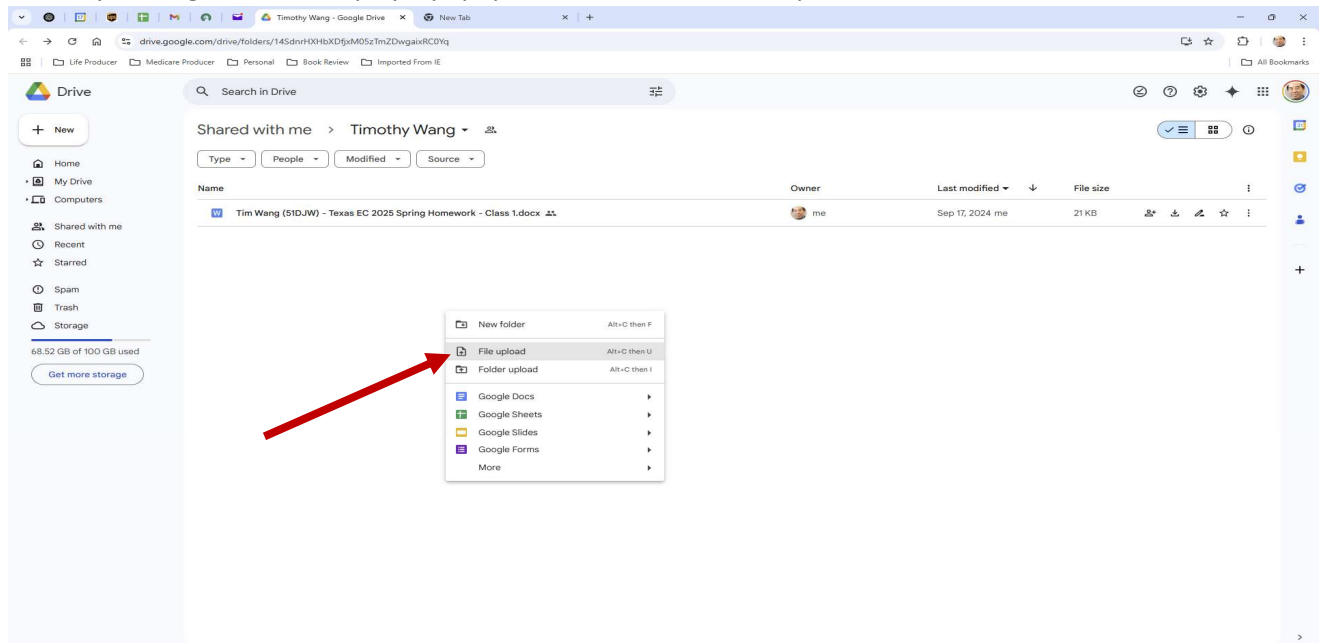 Timothy Wang - Google Drive
New Tab
drive.google.com/drive/folders/14SdnrHXHbXDfjxM05zTmZDwgaixRC0Yq
Life Producer
Medicare Producer
Personal
Book Review
Imported From IE
All Bookmarks
Drive
Search in Drive
New
Shared with me > Timothy Wang
Type
People
Modified
Source
Home
My Drive
Computers
Shared with me
Recent
Starred
Spam
Trash
Storage
68.52 GB of 100 GB used
Get more storage
Name
Owner
Last modified
File size
Tim Wang (51DJW) - Texas EC 2025 Spring Homework - Class 1.docx
me
Sep 17, 2024 me
21 KB
New folder Alt+C then F
File upload Alt+C then U
Folder upload Alt+C then I
Google Docs
Google Sheets
Google Slides
Google Forms
More